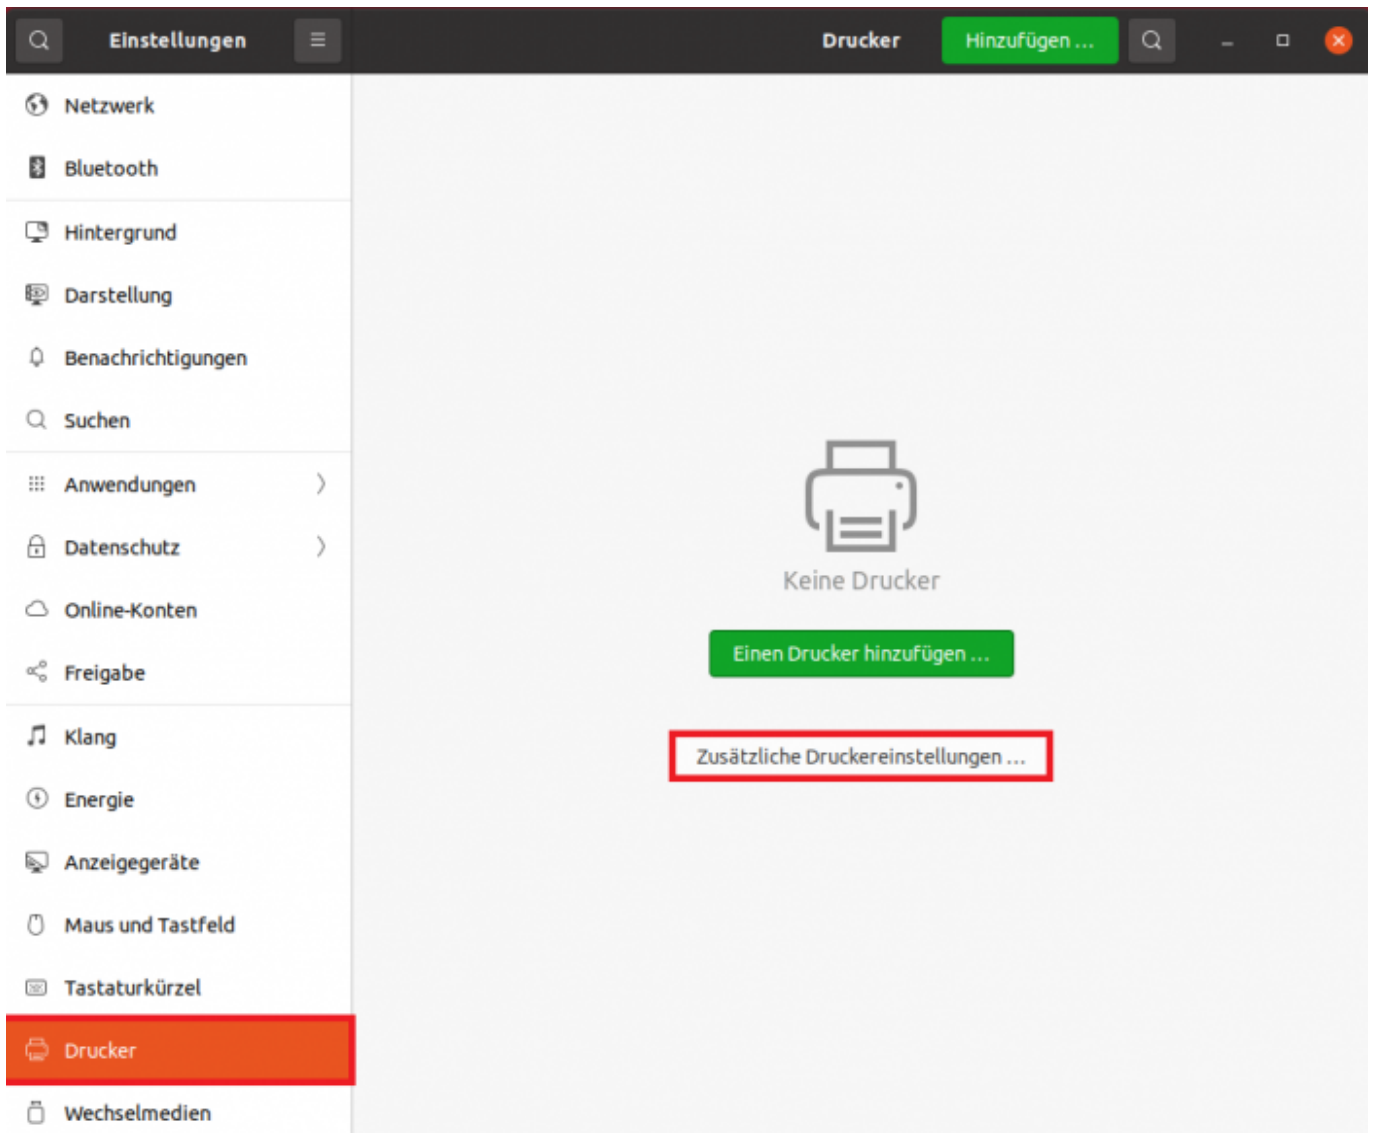 Einstellungen
Drucker
Hinzufügen ...
Netzwerk
Bluetooth
Hintergrund
Darstellung
Benachrichtigungen
Suchen
Anwendungen
Datenschutz
Online-Konten
Freigabe
Klang
Energie
Anzeigegeräte
Maus und Tastfeld
Tastaturkürzel
Drucker
Wechselmedien
Keine Drucker
Einen Drucker hinzufügen ...
Zusätzliche Druckereinstellungen ...